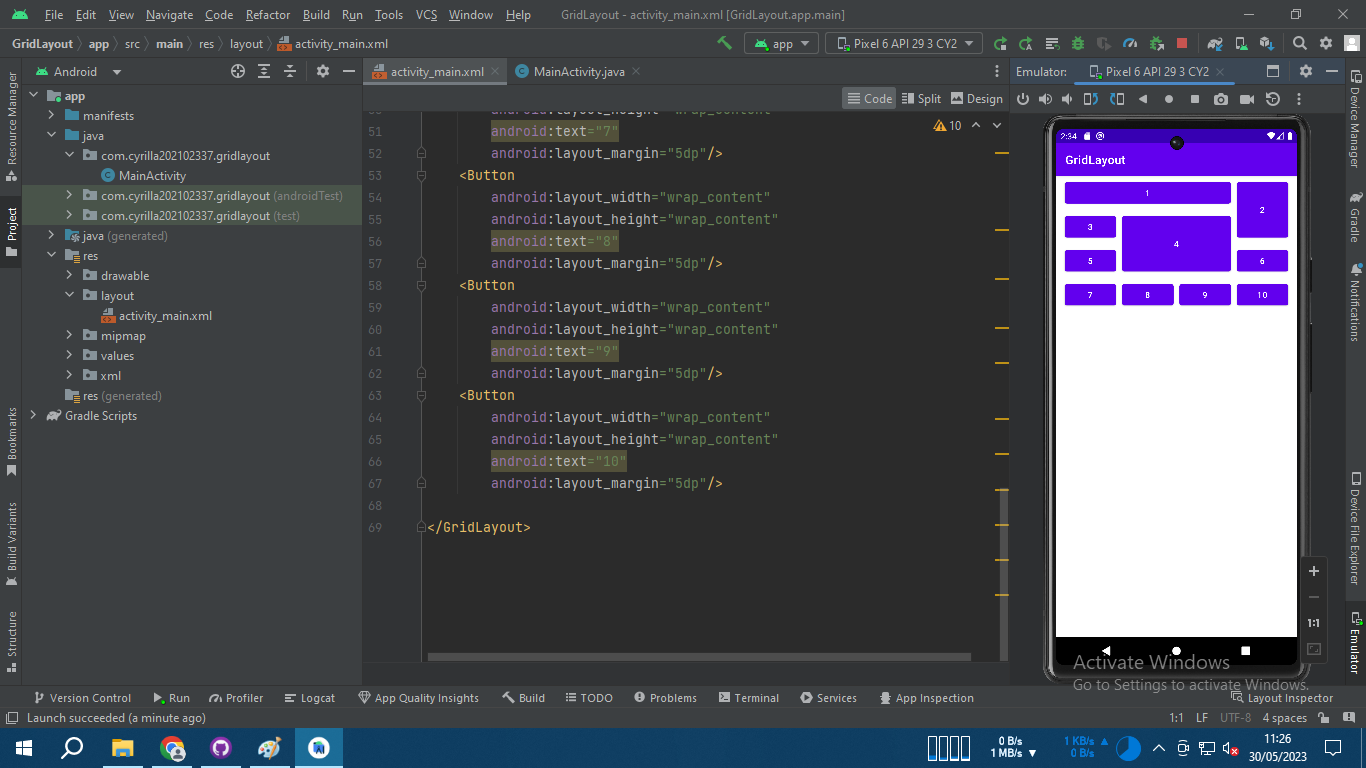 File Edit View Navigate Code Refactor Build Run Tools VCS Window Help GridLayout - activity_main.xml [GridLayout.app.main]
GridLayout app src main res layout activity_main.xml
app Pixel 6 API 29 3 CY2
Android
activity_main.xml MainActivity.java
Emulator: Pixel 6 API 29 3 CY2
Code Split Design
Resource Manager
Project
Bookmarks
Build Variants
Structure
app
manifests
java
com.cyrilla202102337.gridlayout
MainActivity
com.cyrilla202102337.gridlayout (androidTest)
com.cyrilla202102337.gridlayout (test)
java (generated)
res
drawable
layout
activity_main.xml
mipmap
values
xml
res (generated)
Gradle Scripts
10
51 android:text="7"
52 android:layout_margin="5dp"/>
53 <Button
54 android:layout_width="wrap_content"
55 android:layout_height="wrap_content"
56 android:text="8"
57 android:layout_margin="5dp"/>
58 <Button
59 android:layout_width="wrap_content"
60 android:layout_height="wrap_content"
61 android:text="9"
62 android:layout_margin="5dp"/>
63 <Button
64 android:layout_width="wrap_content"
65 android:layout_height="wrap_content"
66 android:text="10"
67 android:layout_margin="5dp"/>
68
69 </GridLayout>
2:34
GridLayout
1
2
3
4
5
6
7 8 9 10
1:1
Device Manager
Gradle
Notifications
Device File Explorer
Emulator
Activate Windows
Go to Settings to activate Windows.
Version Control Run Profiler Logcat App Quality Insights Build TODO Problems Terminal Services App Inspection Layout Inspector
Launch succeeded (a minute ago)
1:1 LF UTF-8 4 spaces
0 B/s
1 MB/s
1 KB/s
0 B/s
11:26
30/05/2023